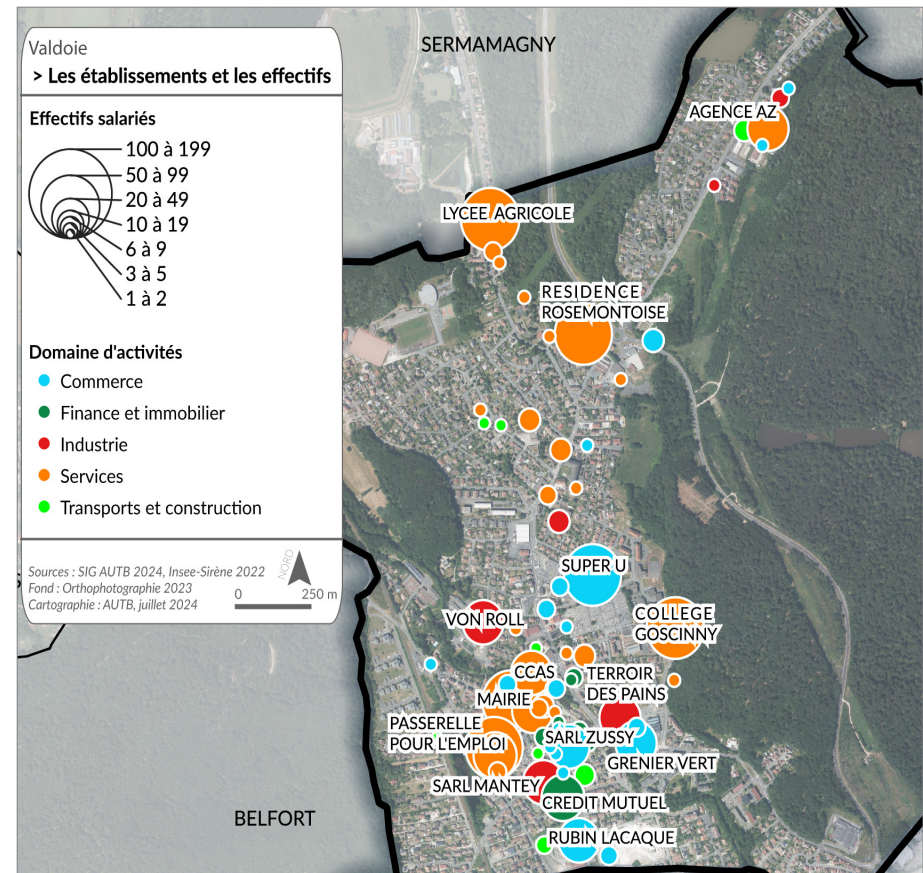 Valdoie
> Les établissements et les effectifs
Effectifs salariés
100 à 199
50 à 99
20 à 49
10 à 19
6 à 9
3 à 5
1 à 2
Domaine d'activités
Commerce
Finance et immobilier
Industrie
Services
Transports et construction
Sources : SIG AUTB 2024, Insee-Sirène 2022
Fond : Orthophotographie 2023
Cartographie : AUTB, juillet 2024
NORD
0 250 m
SERMAMAGNY
AGENCE AZ
LYCEE AGRICOLE
RESIDENCE
ROSEMONTOISE
SUPER U
VON ROLL
COLLEGE
GOSCINNY
CCAS
TERROIR
DES PAINS
MAIRIE
PASSERELLE
POUR L'EMPLOI
SARL ZUSSY
GRENIER VERT
SARL MANTEY
CREDIT MUTUEL
BELFORT
RUBIN LACAQUE